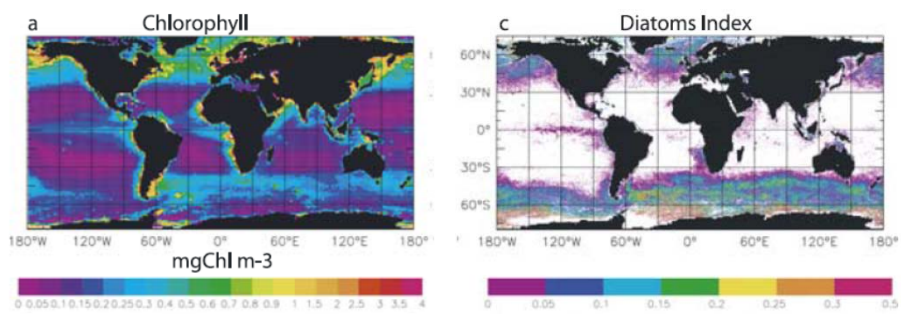 a Chlorophyll
180°W 120°W 60°W 0° 60°E 120°E 180°
mgChl m-3
0 0.05 0.1 0.15 0.2 0.25 0.3 0.4 0.5 0.6 0.7 0.8 0.9 1 1.5 2 2.5 3 3.5 4
c Diatoms Index
60°N
30°N
0°
30°S
60°S
180°W 120°W 60°W 0° 60°E 120°E 180°
0 0.05 0.1 0.15 0.2 0.25 0.3 0.5